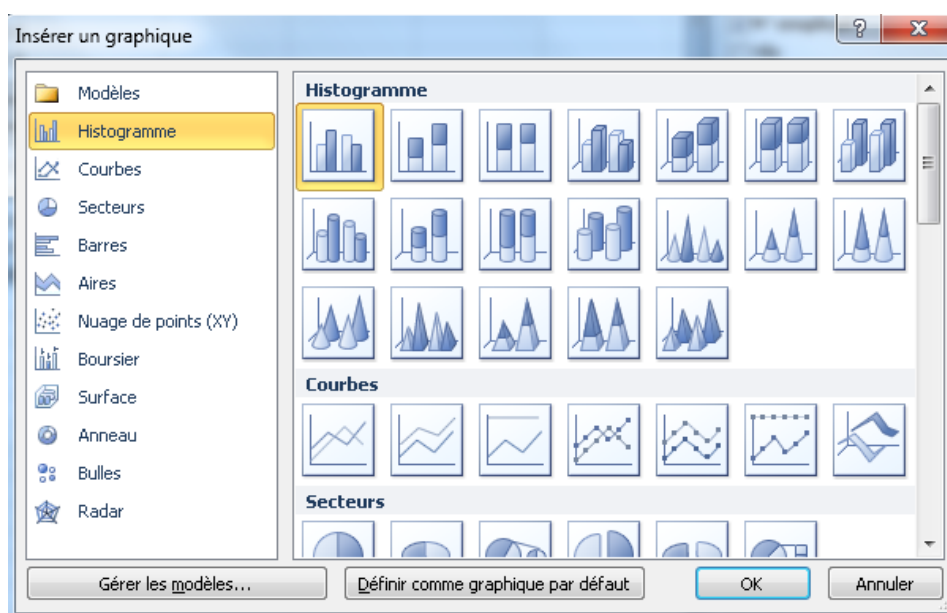 Insérer un graphique
Modèles
Histogramme
Courbes
Secteurs
Barres
Aires
Nuage de points (XY)
Boursier
Surface
Anneau
Bulles
Radar
Histogramme
Courbes
Secteurs
Gérer les modèles...
Définir comme graphique par défaut
OK
Annuler